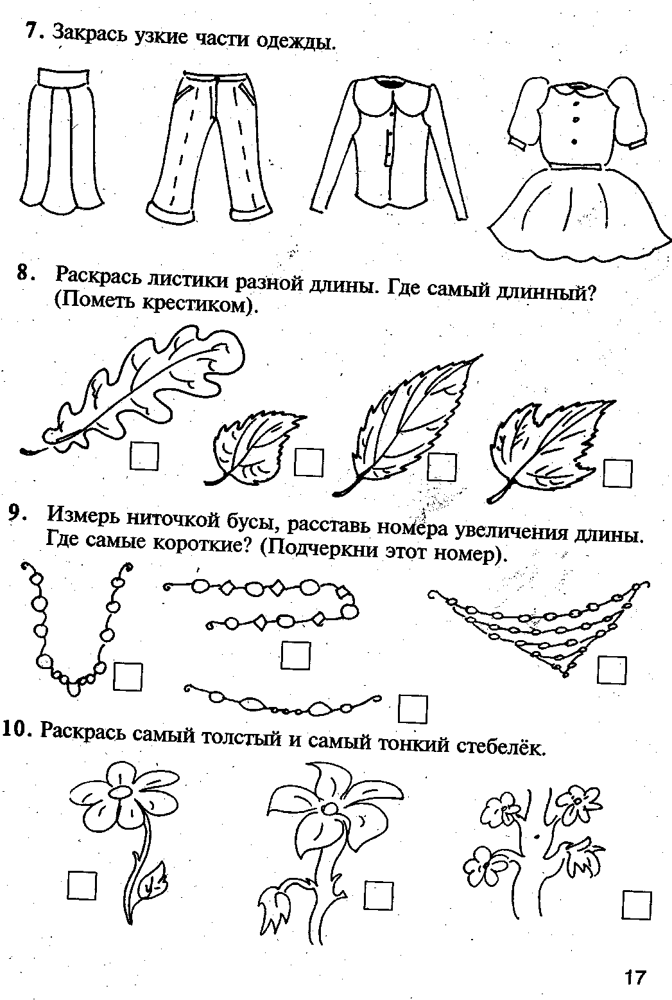 7. Закрась узкие части одежды.
8. Раскрась листики разной длины. Где самый длинный?
(Пометь крестиком).
9. Измерь ниточкой бусы, расставь номера увеличения длины.
Где самые короткие? (Подчеркни этот номер).
10. Раскрась самый толстый и самый тонкий стебелёк.
17